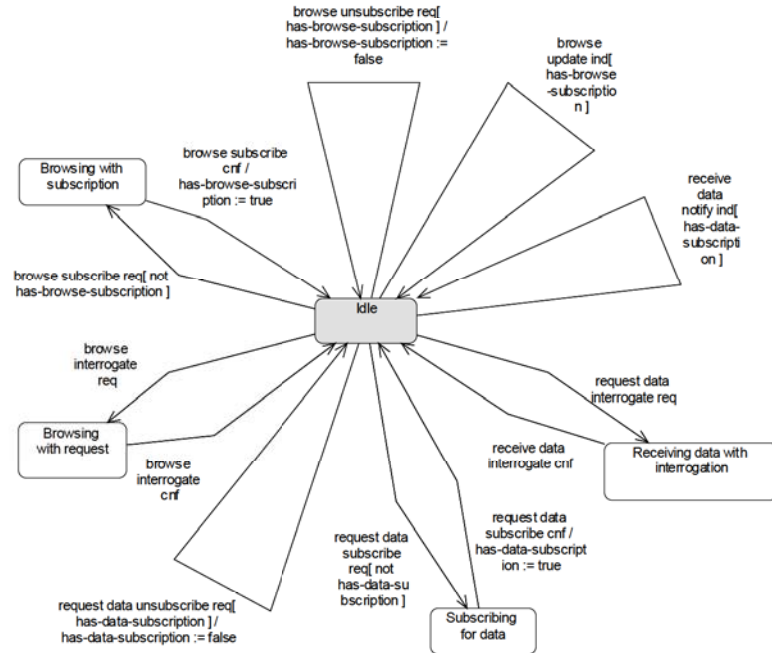 browse unsubscribe req[
has-browse-subscription ] /
has-browse-subscription :=
false
browse
update ind[
has-browse
-subscriptio
n ]
browse subscribe
cnf /
has-browse-subscri
ption := true
Browsing with
subscription
receive
data
notify ind[
has-data-
subscripti
on ]
browse subscribe req[ not
has-browse-subscription ]
Idle
browse
interrogate
req
request data
interrogate req
Browsing
with request
browse
interrogate
cnf
receive data
interrogate cnf
Receiving data with
interrogation
request data
subscribe
req[ not
has-data-su
bscription ]
request data
subscribe cnf /
has-data-subscript
ion := true
request data unsubscribe req[
has-data-subscription ] /
has-data-subscription := false
Subscribing
for data